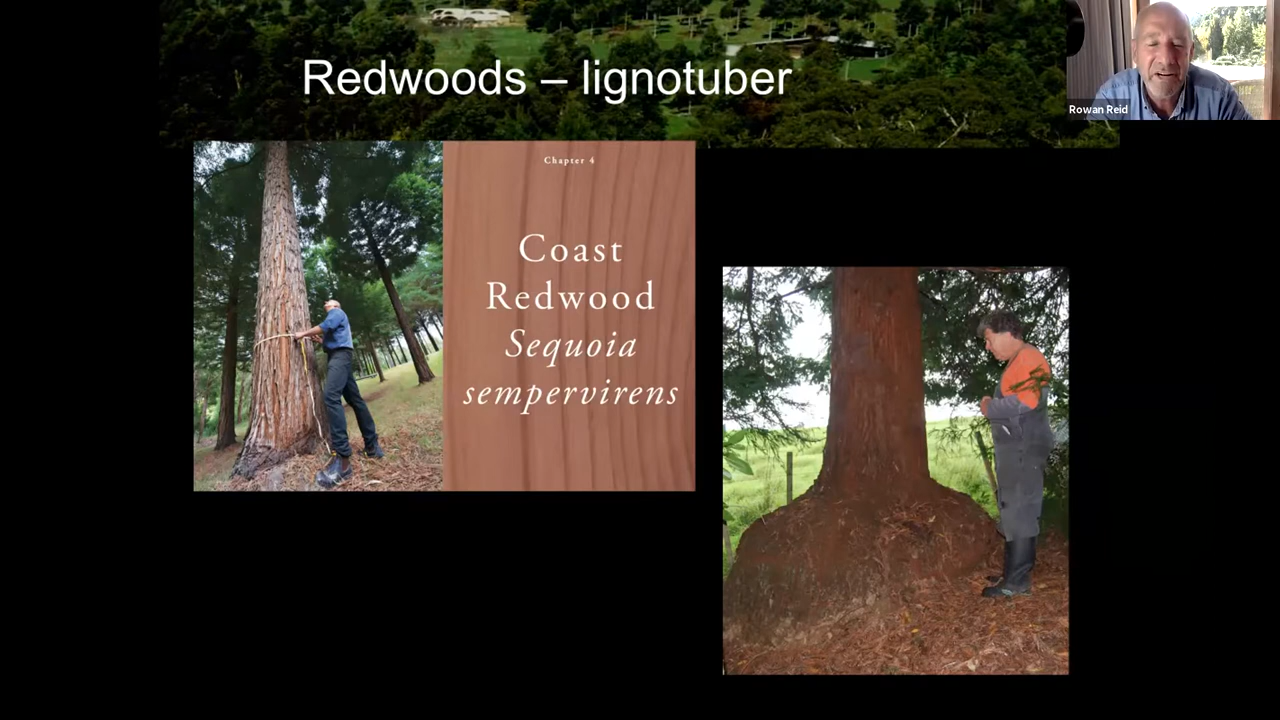 Redwoods – lignotuber
Rowan Reid
Chapter 4
Coast
Redwood
Sequoia
sempervirens